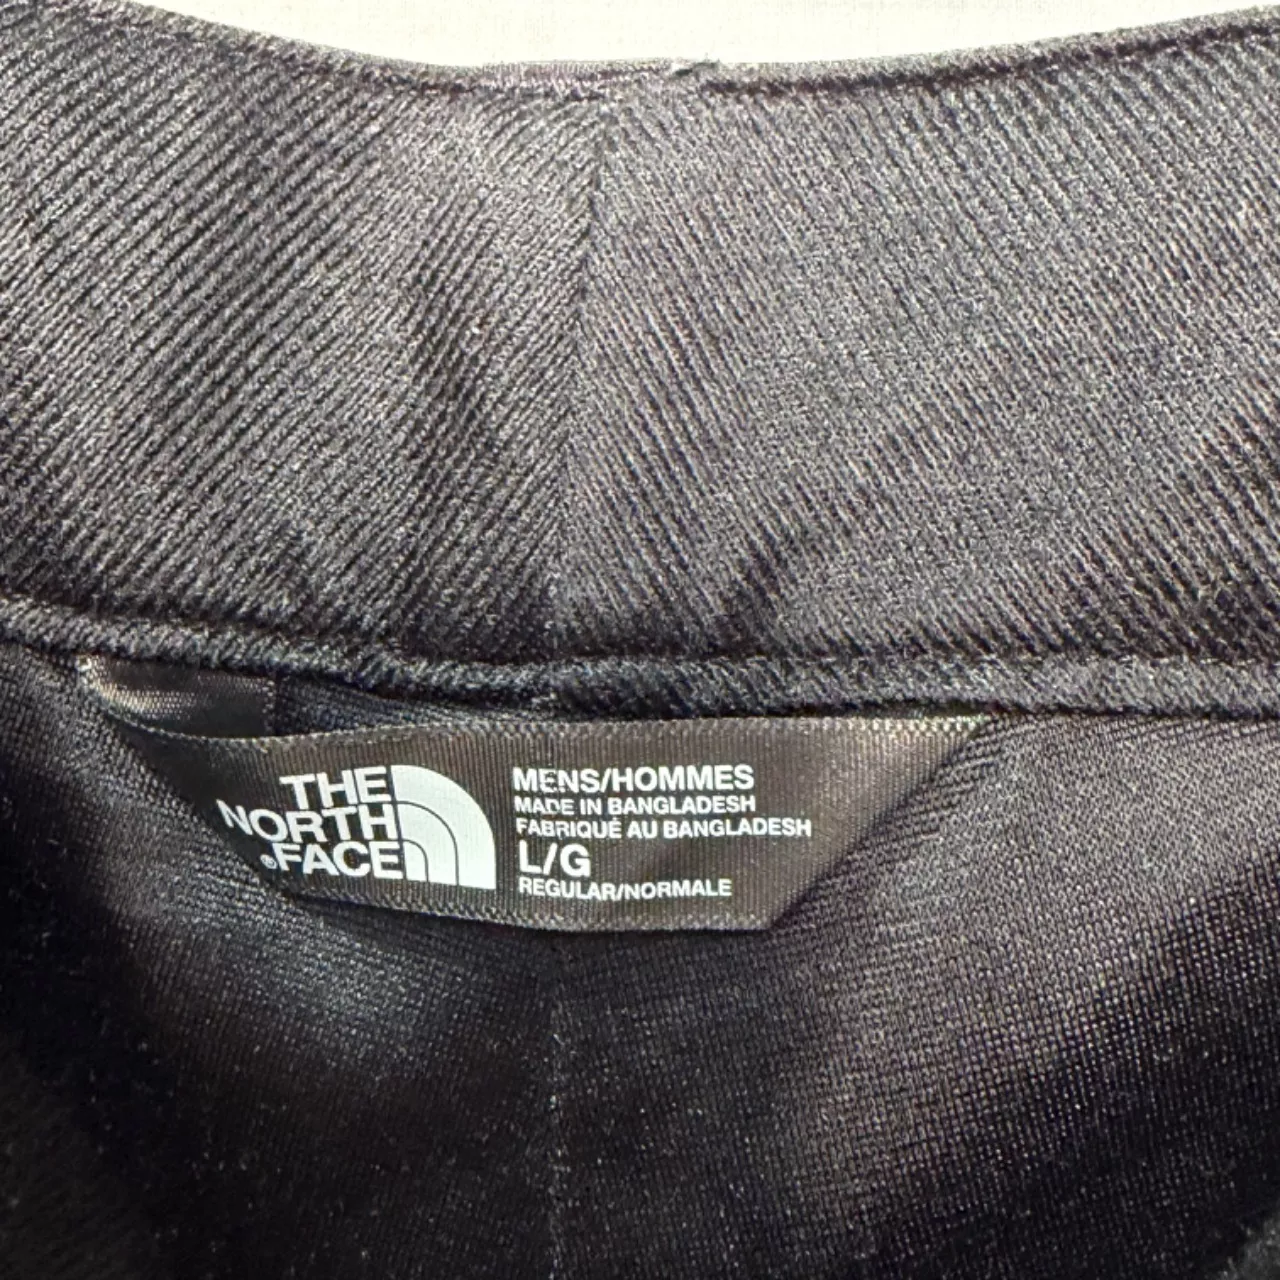 THE
NORTH
®FACE
MENS/HOMMES
MADE IN BANGLADESH
FABRIQUÉ AU BANGLADESH
L/G
REGULAR/NORMALE